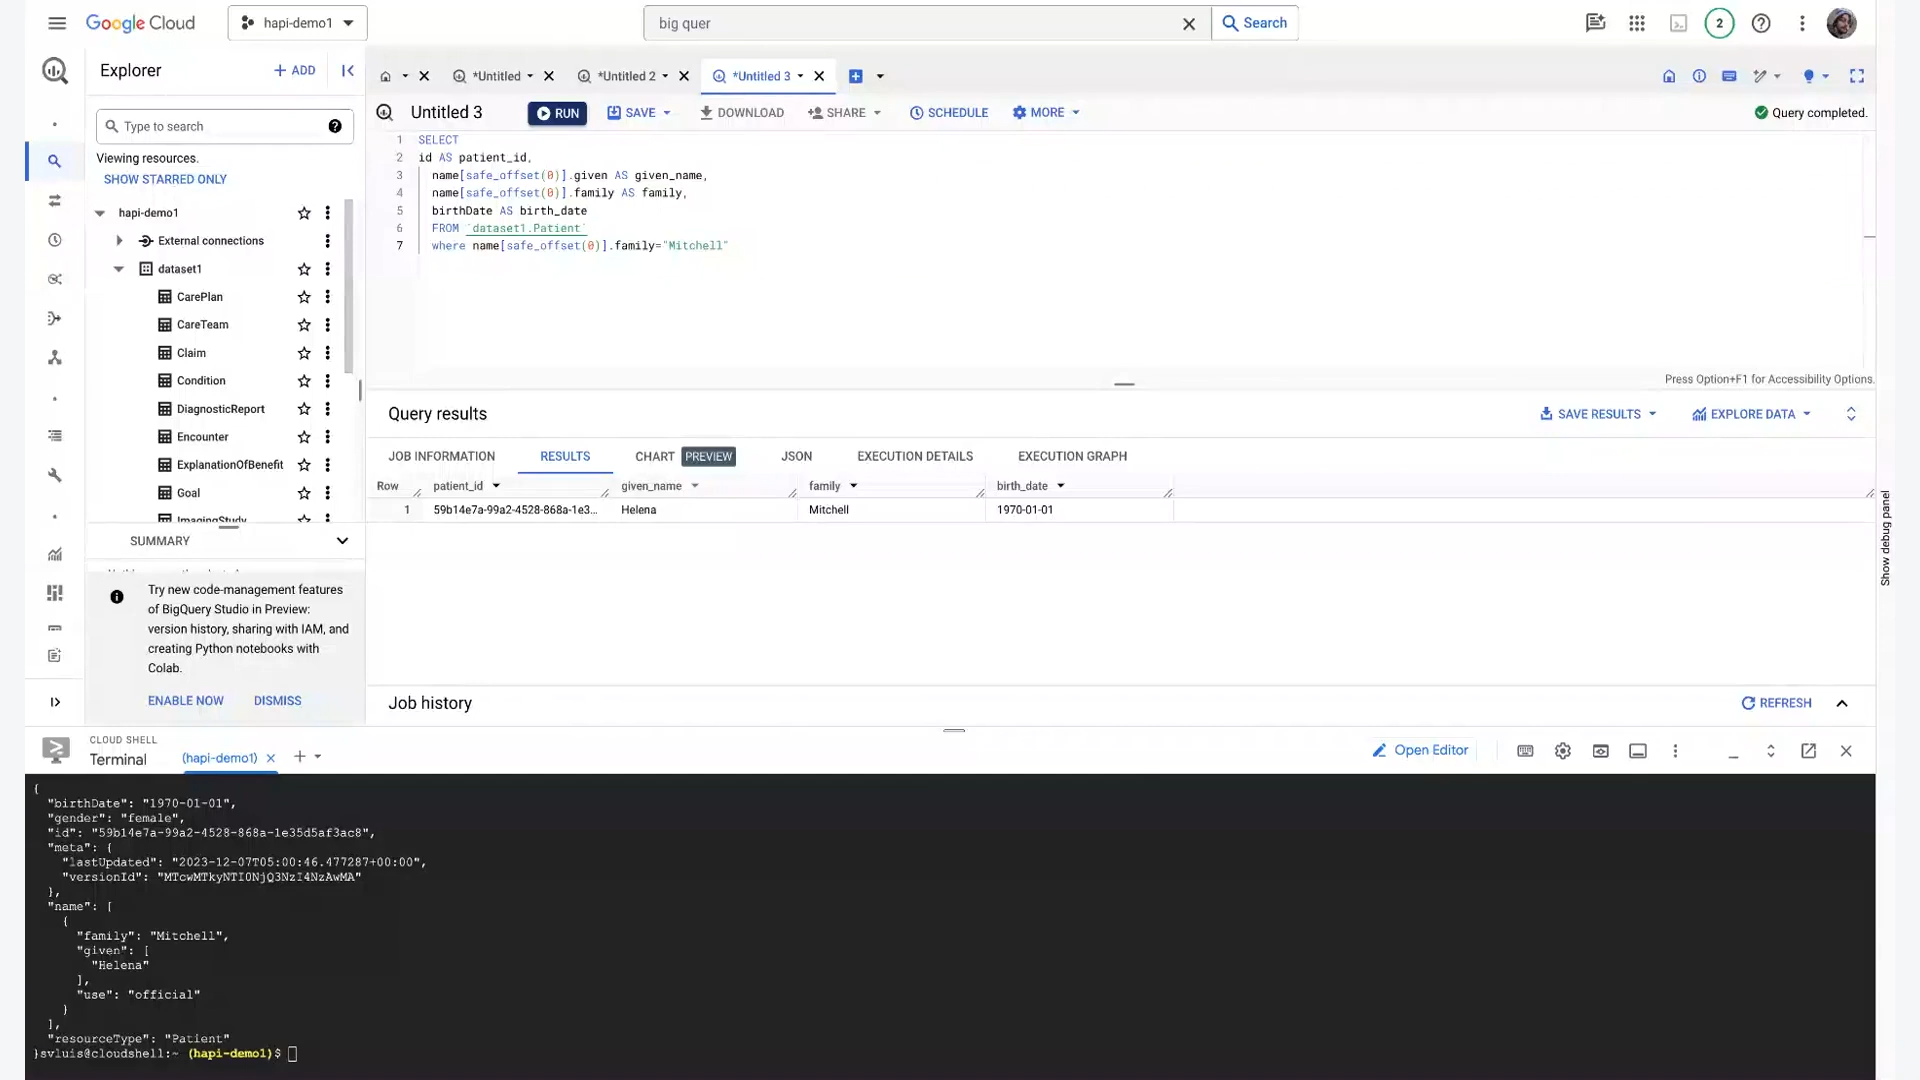 Google Cloud
hapi-demo1
big quer
Search
2
Explorer
+ ADD
*Untitled
*Untitled 2
*Untitled 3
Type to search
Untitled 3
RUN
SAVE
DOWNLOAD
SHARE
SCHEDULE
MORE
Query completed.
Viewing resources.
SHOW STARRED ONLY
hapi-demo1
External connections
dataset1
CarePlan
CareTeam
Claim
Condition
DiagnosticReport
Encounter
ExplanationOfBenefit
Goal
ImagingStudy
SUMMARY
Try new code-management features
of BigQuery Studio in Preview:
version history, sharing with IAM, and
creating Python notebooks with
Colab.
ENABLE NOW
DISMISS
1 SELECT
2 id AS patient_id,
3 name[safe_offset(0)].given AS given_name,
4 name[safe_offset(0)].family AS family,
5 birthDate AS birth_date
6 FROM `dataset1.Patient`
7 where name[safe_offset(0)].family="Mitchell"
Press Option+F1 for Accessibility Options.
Query results
SAVE RESULTS
EXPLORE DATA
JOB INFORMATION
RESULTS
CHART PREVIEW
JSON
EXECUTION DETAILS
EXECUTION GRAPH
Row patient_id given_name family birth_date
1 59b14e7a-99a2-4528-868a-1e3... Helena Mitchell 1970-01-01
Show debug panel
Job history
REFRESH
CLOUD SHELL
Terminal
(hapi-demo1)
Open Editor
{
"birthDate": "1970-01-01",
"gender": "female",
"id": "59b14e7a-99a2-4528-868a-1e35d5af3ac8",
"meta": {
"lastUpdated": "2023-12-07T05:00:46.477287+00:00",
"versionId": "MTcwMTkyNTI0NjQ3NzI4NzAwMA"
},
"name": [
{
"family": "Mitchell",
"given": [
"Helena"
],
"use": "official"
}
],
"resourceType": "Patient"
}svluis@cloudshell:~ (hapi-demo1)$